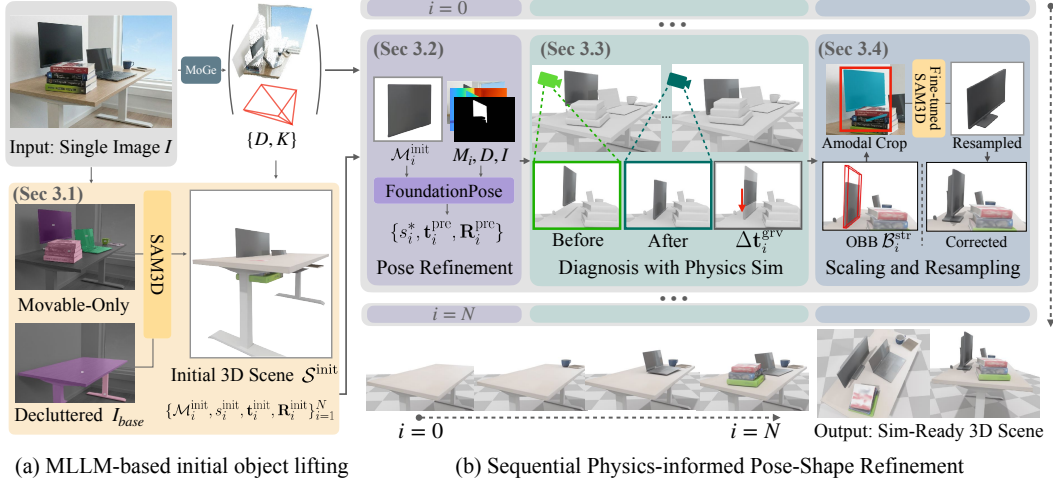 Input: Single Image I
MoGe
{D, K}
(Sec 3.1)
Movable-Only
SAM3D
Decluttered I_base
Initial 3D Scene S^init
{M_i^init, s_i^init, t_i^init, R_i^init}_{i=1}^N
(a) MLLM-based initial object lifting
i = 0
...
(Sec 3.2)
M_i^init
M_i, D, I
FoundationPose
{s_i^*, t_i^pre, R_i^pre}
Pose Refinement
(Sec 3.3)
...
Before
After
Δt_i^grv
Diagnosis with Physics Sim
(Sec 3.4)
Fine-tuned
SAM3D
Amodal Crop
Resampled
OBB B_i^str
Corrected
Scaling and Resampling
...
i = N
i = 0
i = N
Output: Sim-Ready 3D Scene
(b) Sequential Physics-informed Pose-Shape Refinement